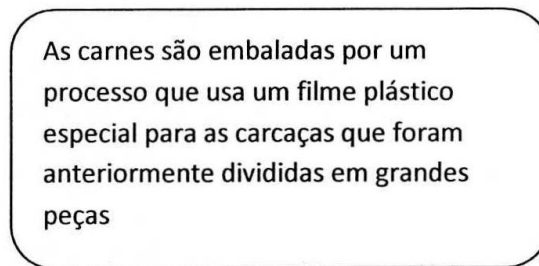 As carnes são embaladas por um
processo que usa um filme plástico
especial para as carcaças que foram
anteriormente divididas em grandes
peças